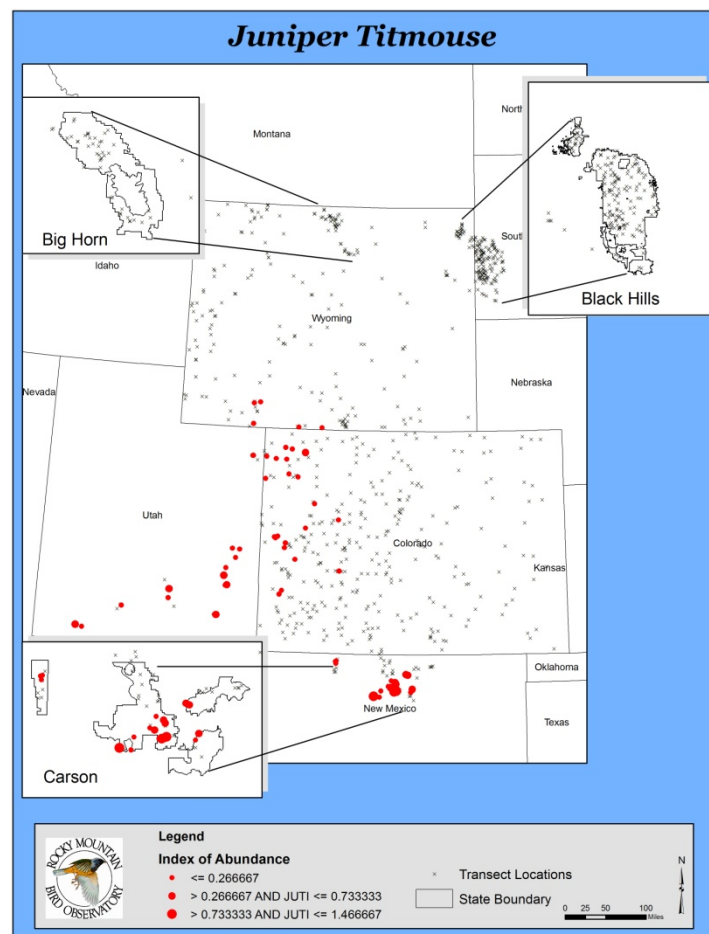 Juniper Titmouse
Montana
North
Big Horn
Idaho
South
Black Hills
Wyoming
Nevada
Nebraska
Utah
Colorado
Kansas
Oklahoma
New Mexico
Texas
Carson
ROCKY MOUNTAIN
BIRD OBSERVATORY
Legend
Index of Abundance
<= 0.266667
> 0.266667 AND JUTI <= 0.733333
> 0.733333 AND JUTI <= 1.466667
Transect Locations
State Boundary
N
0 25 50 100
Miles